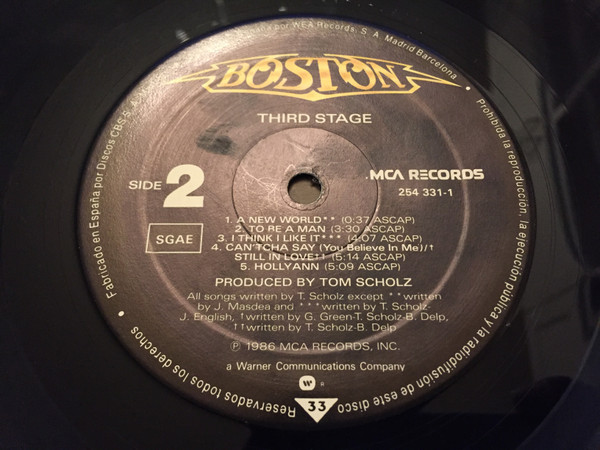 BOSTON
THIRD STAGE
SIDE 2
SGAE
MCA RECORDS
254 331-1
1. A NEW WORLD** (0:37 ASCAP)
2. TO BE A MAN (3:30 ASCAP)
3. I THINK I LIKE IT*** (4:07 ASCAP)
4. CAN'TCHA SAY (You Believe In Me)/†
STILL IN LOVE†† (5:14 ASCAP)
5. HOLLYANN (5:09 ASCAP)
PRODUCED BY TOM SCHOLZ
All songs written by T. Scholz except **written
by J. Masdea and ***written by T. Scholz-
J. English, †written by G. Green-T. Scholz-B. Delp,
††written by T. Scholz-B. Delp
℗ 1986 MCA RECORDS, INC.
a Warner Communications Company
33
Fabricado en España por Discos CBS-S. A.
por WEA Records, S. A. Madrid Barcelona
• Prohibida la reproducción, la ejecución pública y la radiodifusión de este disco
Reservados todos los derechos •